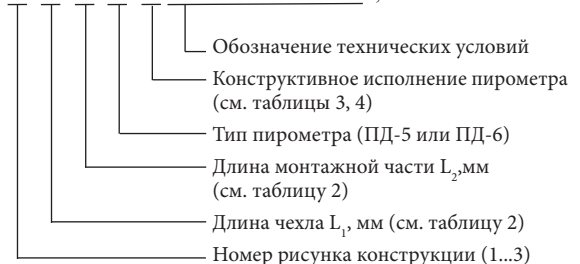 Обозначение технических условий
Конструктивное исполнение пирометра
(см. таблицы 3, 4)
Тип пирометра (ПД-5 или ПД-6)
Длина монтажной части L₂,мм
(см. таблицу 2)
Длина чехла L₁, мм (см. таблицу 2)
Номер рисунка конструкции (1...3)